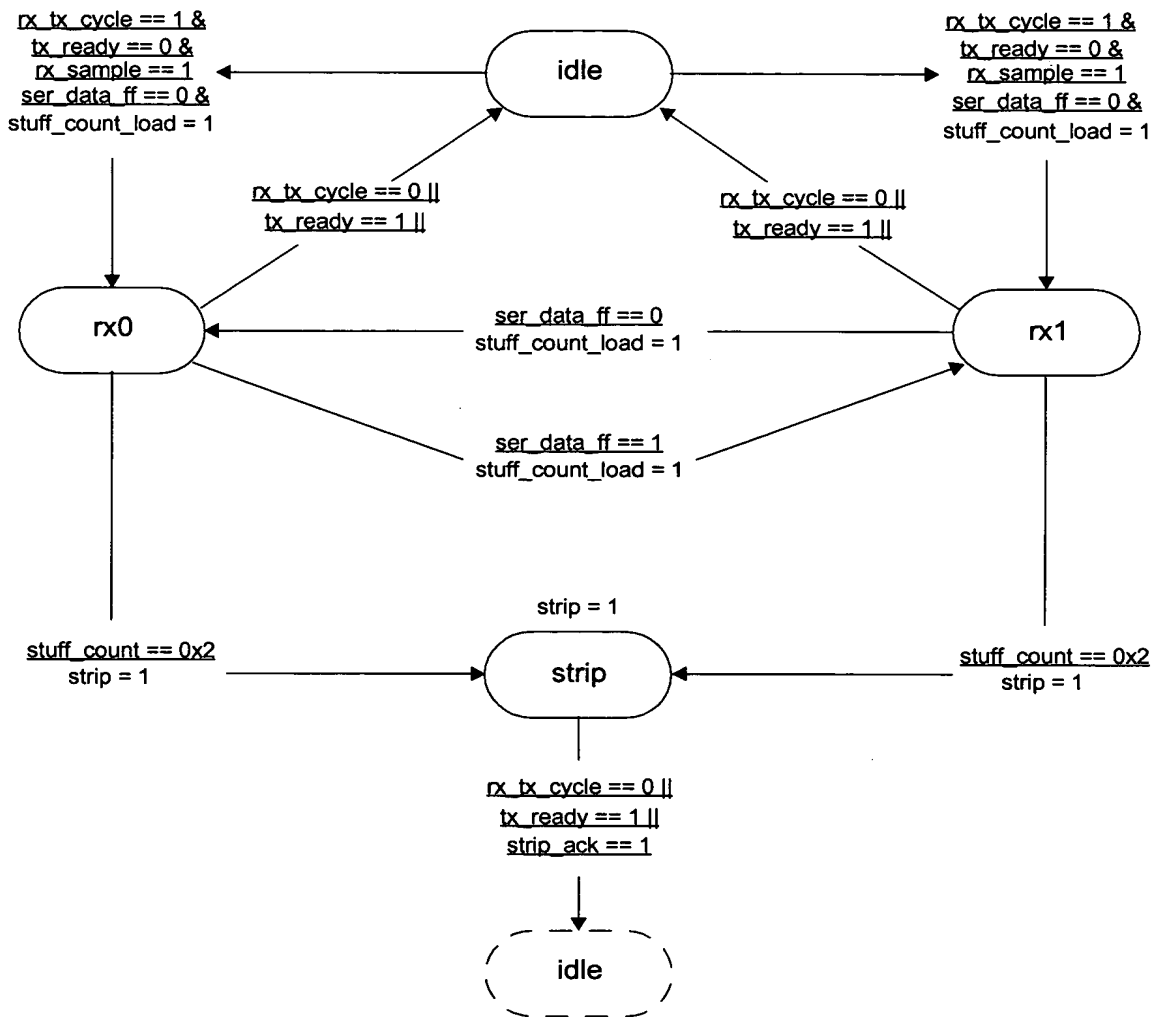 rx_tx_cycle == 1 &
tx_ready == 0 &
rx_sample == 1
ser_data_ff == 0 &
stuff_count_load = 1
idle
rx_tx_cycle == 1 &
tx_ready == 0 &
rx_sample == 1
ser_data_ff == 0 &
stuff_count_load = 1
rx_tx_cycle == 0 ||
tx_ready == 1 ||
rx_tx_cycle == 0 ||
tx_ready == 1 ||
rx0
ser_data_ff == 0
stuff_count_load = 1
rx1
ser_data_ff == 1
stuff_count_load = 1
strip = 1
stuff_count == 0x2
strip = 1
strip
stuff_count == 0x2
strip = 1
rx_tx_cycle == 0 ||
tx_ready == 1 ||
strip_ack == 1
idle